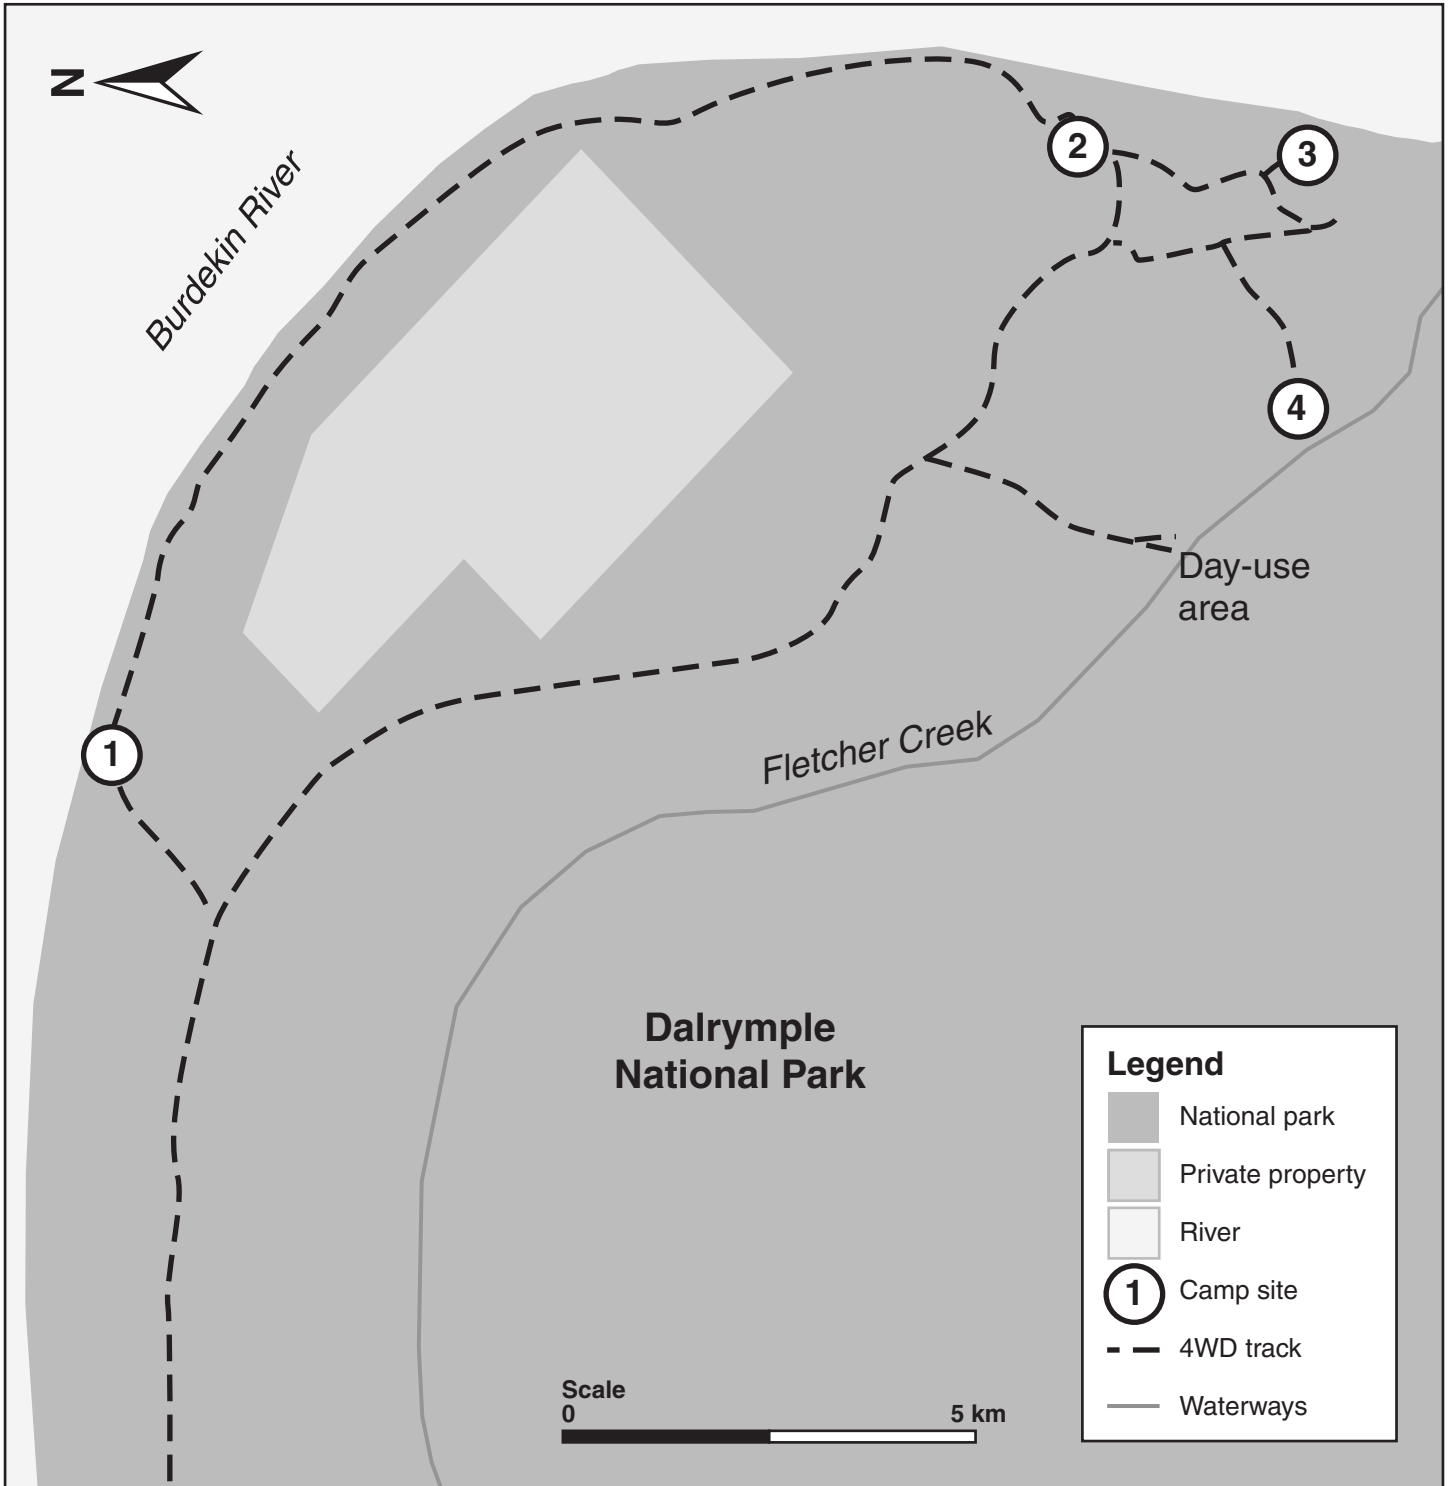 N
Burdekin River
2
3
4
Day-use
area
1
Fletcher Creek
Dalrymple
National Park
Legend
National park
Private property
River
1
Camp site
4WD track
Waterways
Scale
0 5 km